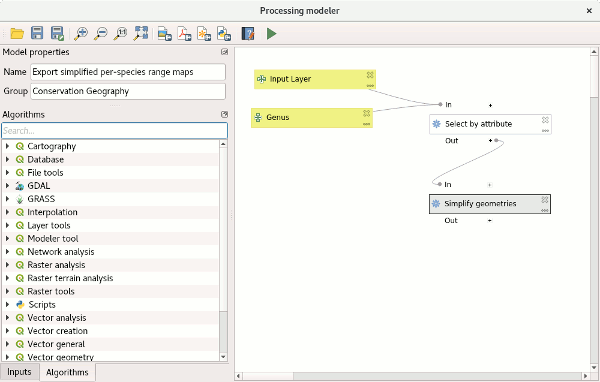 Processing modeler
Model properties
Name Export simplified per-species range maps
Group Conservation Geography
Algorithms
Search...
Cartography
Database
File tools
GDAL
GRASS
Interpolation
Layer tools
Modeler tool
Network analysis
Raster analysis
Raster terrain analysis
Raster tools
Scripts
Vector analysis
Vector creation
Vector general
Vector geometry
Inputs Algorithms
Input Layer
Genus
In
Select by attribute
Out
In
Simplify geometries
Out